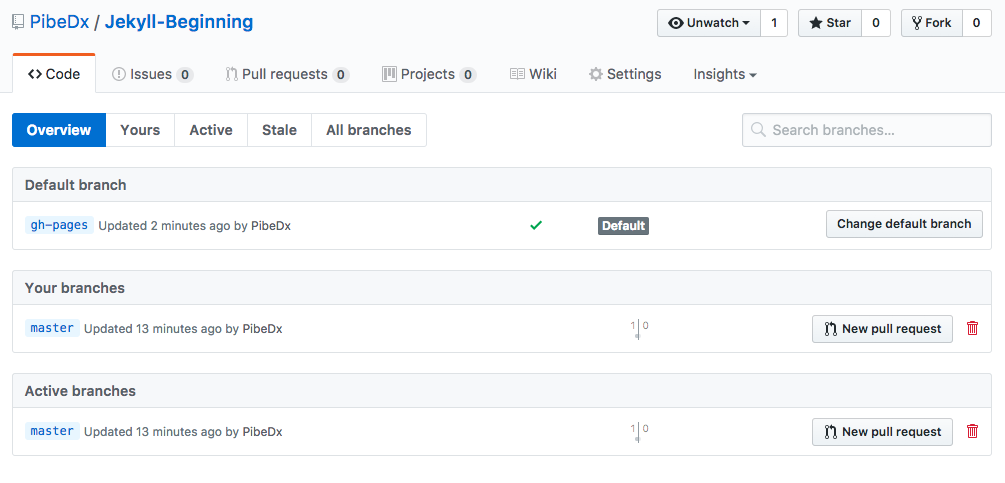 PibeDx / Jekyll-Beginning Unwatch 1 Star 0 Fork 0
Code Issues 0 Pull requests 0 Projects 0 Wiki Settings Insights
Overview Yours Active Stale All branches Search branches...
Default branch
gh-pages Updated 2 minutes ago by PibeDx Default Change default branch
Your branches
master Updated 13 minutes ago by PibeDx 1 0 New pull request
Active branches
master Updated 13 minutes ago by PibeDx 1 0 New pull request